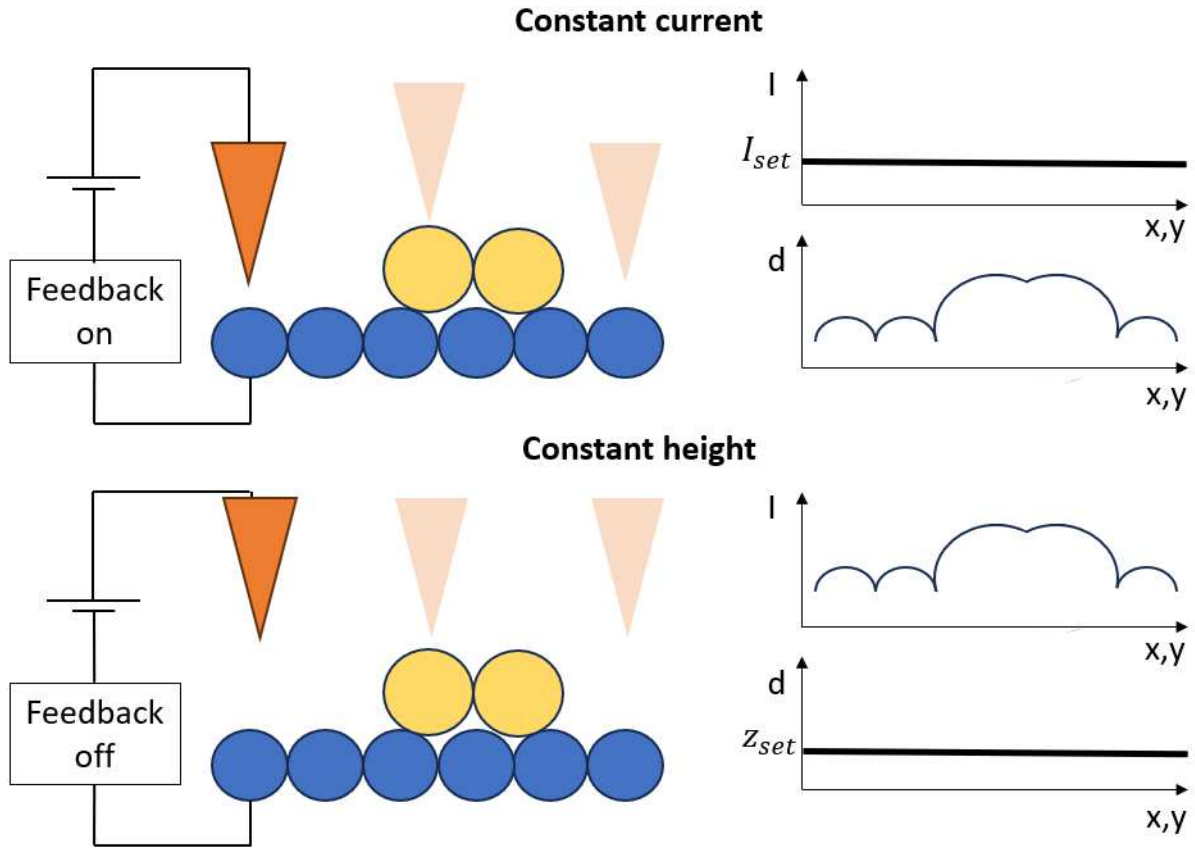 Constant current
Feedback
on
I
I_set
x,y
d
x,y
Constant height
Feedback
off
I
x,y
d
z_set
x,y